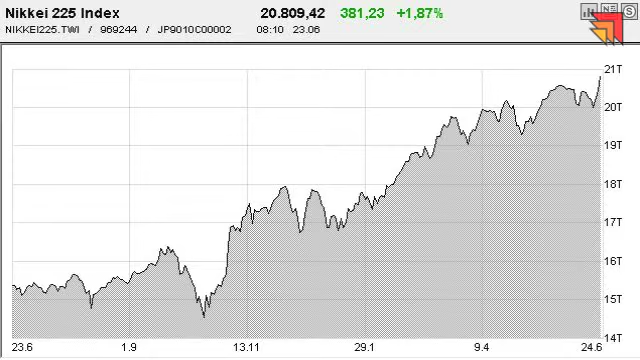 Nikkei 225 Index 20.809,42 381,23 +1,87%
NIKKEI225.TWI / 969244 / JP9010C00002 08:10 23.06
21T
20T
19T
18T
17T
16T
15T
14T
23.6 1.9 13.11 29.1 9.4 24.6